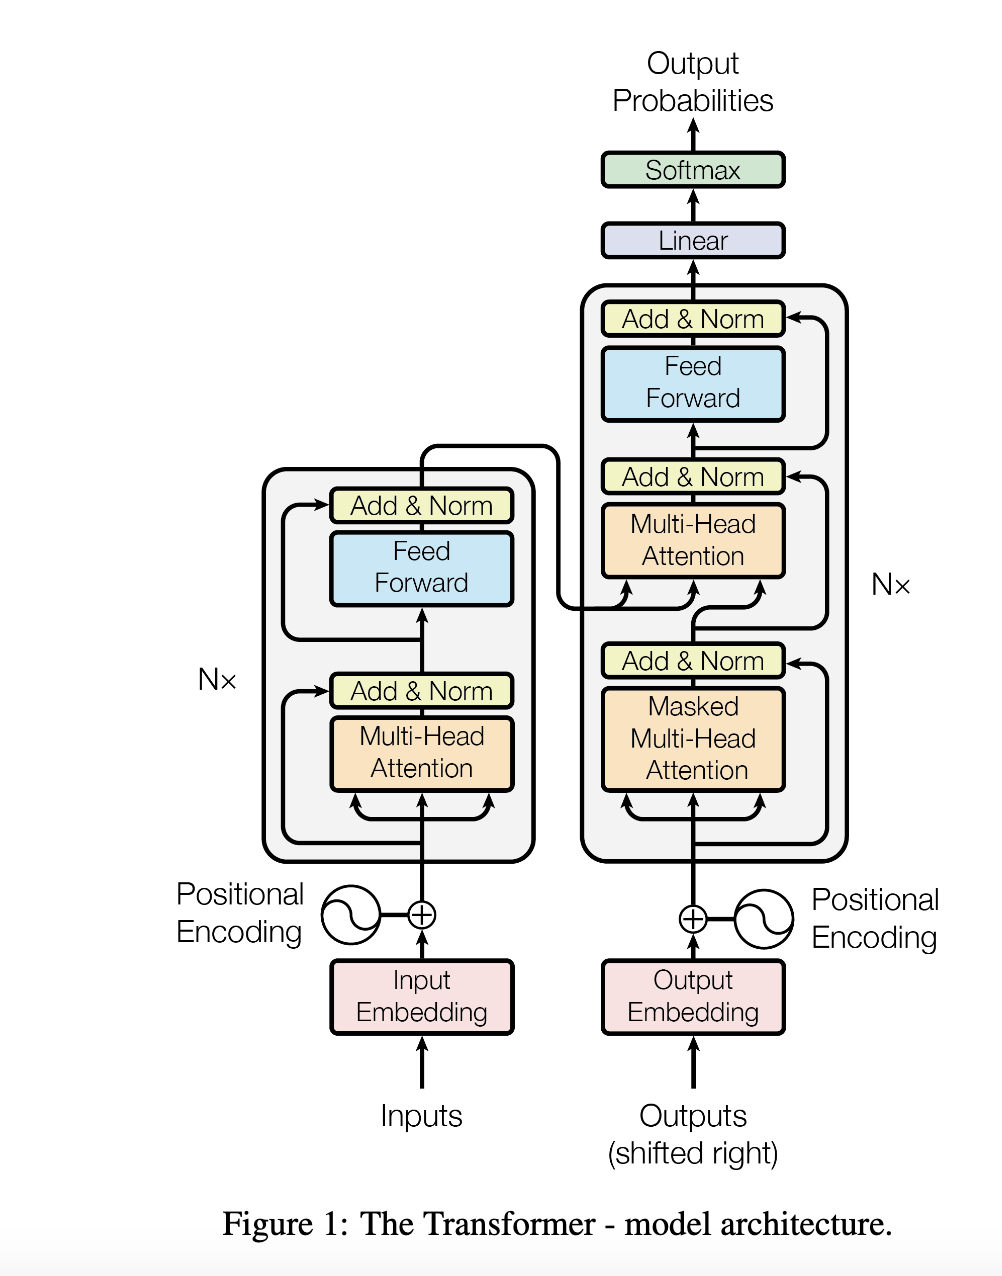 Output
Probabilities
Softmax
Linear
Add & Norm
Feed
Forward
Add & Norm
Multi-Head
Attention
Nx
Add & Norm
Masked
Multi-Head
Attention
Add & Norm
Feed
Forward
Nx
Add & Norm
Multi-Head
Attention
Positional
Encoding
Positional
Encoding
Input
Embedding
Output
Embedding
Inputs
Outputs
(shifted right)
Figure 1: The Transformer - model architecture.